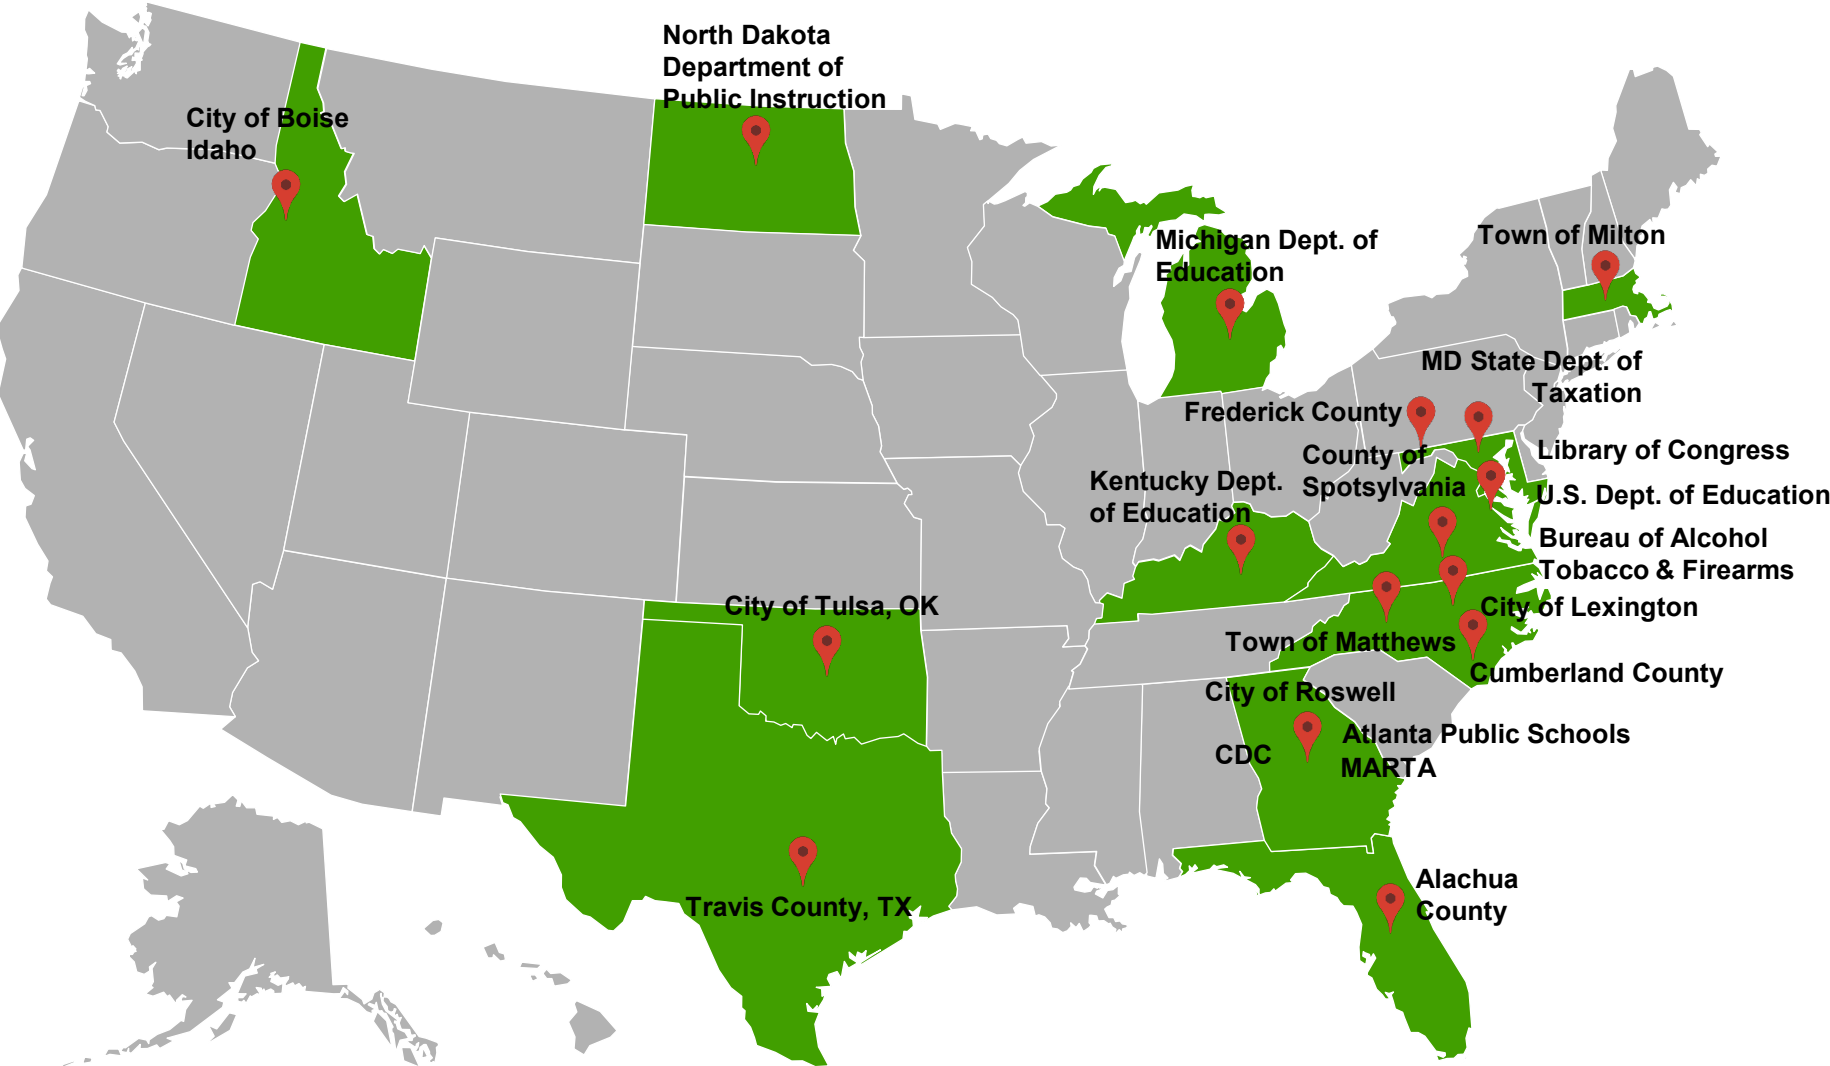 North Dakota
Department of
Public Instruction
City of Boise
Idaho
Michigan Dept. of
Education
Town of Milton
MD State Dept. of
Taxation
Frederick County
County of
Spotsylvania
Library of Congress
Kentucky Dept.
of Education
U.S. Dept. of Education
Bureau of Alcohol
Tobacco & Firearms
City of Tulsa, OK
City of Lexington
Town of Matthews
Cumberland County
City of Roswell
Atlanta Public Schools
CDC
MARTA
Alachua
County
Travis County, TX